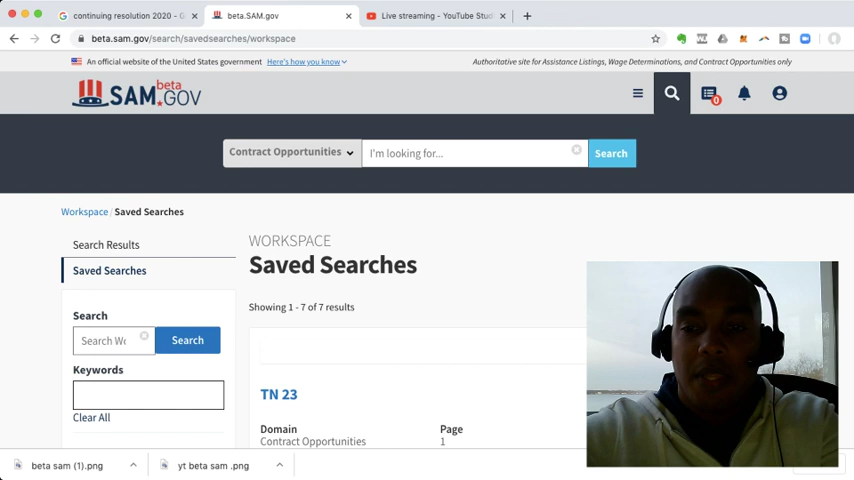 continuing resolution 2020 - G
beta.SAM.gov
Live streaming - YouTube Stud
beta.sam.gov/search/savedsearches/workspace
An official website of the United States government Here's how you know
Authoritative site for Assistance Listings, Wage Determinations, and Contract Opportunities only
SAM.GOV beta
0
Contract Opportunities
I'm looking for...
Search
Workspace / Saved Searches
Search Results
Saved Searches
WORKSPACE
Saved Searches
Showing 1 - 7 of 7 results
Search
Search Wo
Search
Keywords
Clear All
TN 23
Domain
Contract Opportunities
Page
1
beta sam (1).png
yt beta sam .png